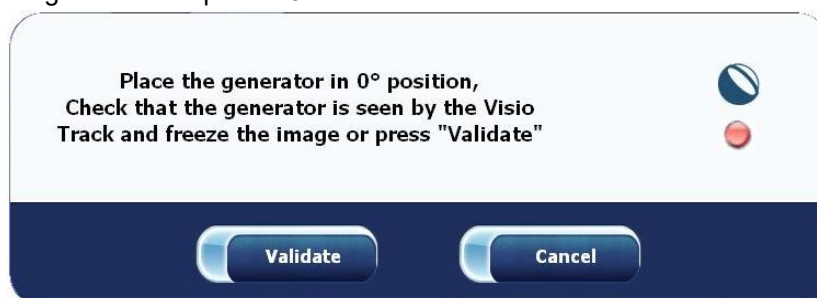 Place the generator in 0° position,
Check that the generator is seen by the Visio
Track and freeze the image or press "Validate"
Validate
Cancel